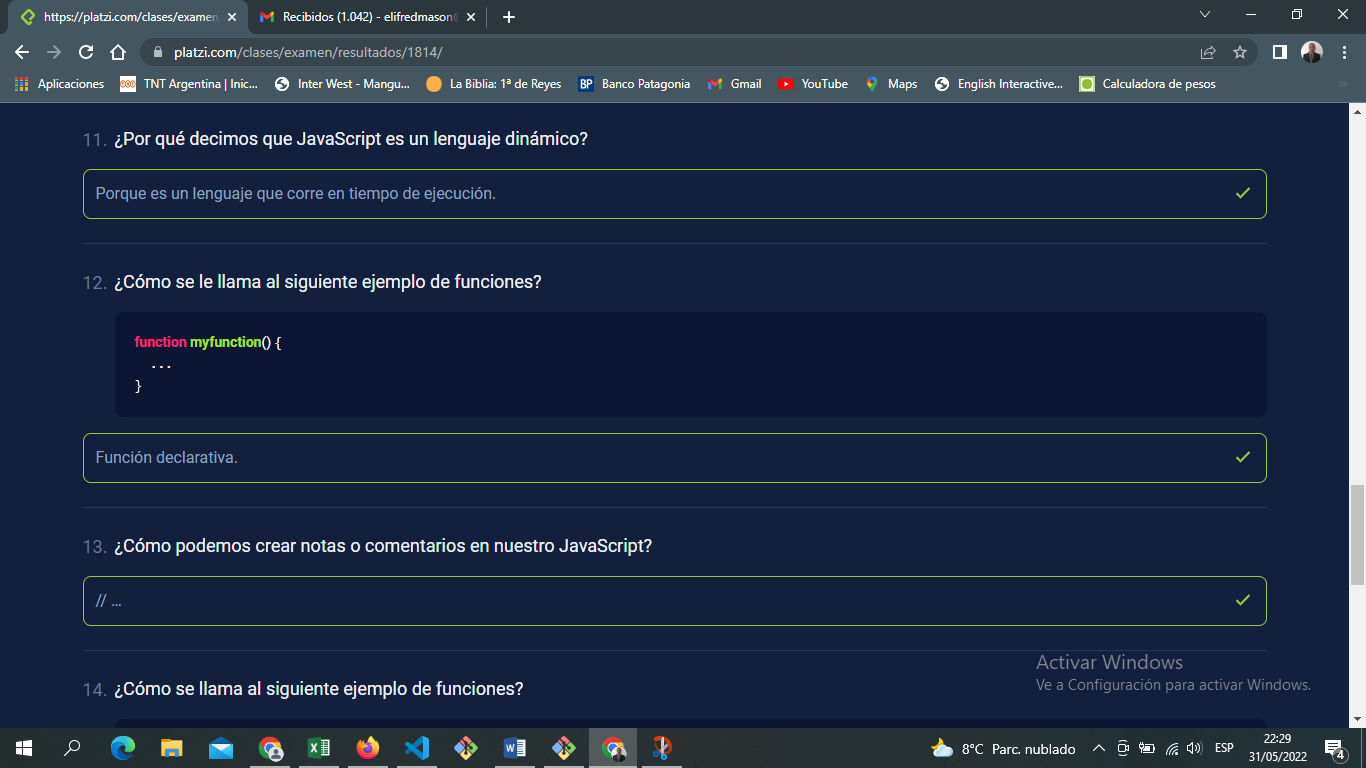 https://platzi.com/clases/examen
Recibidos (1.042) - elifredmason
platzi.com/clases/examen/resultados/1814/
Aplicaciones
TNT Argentina | Inic...
Inter West - Mangu...
La Biblia: 1ª de Reyes
BP Banco Patagonia
Gmail
YouTube
Maps
English Interactive...
Calculadora de pesos
11. ¿Por qué decimos que JavaScript es un lenguaje dinámico?
Porque es un lenguaje que corre en tiempo de ejecución.
12. ¿Cómo se le llama al siguiente ejemplo de funciones?
function myfunction() {
...
}
Función declarativa.
13. ¿Cómo podemos crear notas o comentarios en nuestro JavaScript?
// ...
14. ¿Cómo se llama al siguiente ejemplo de funciones?
Activar Windows
Ve a Configuración para activar Windows.
8°C Parc. nublado
ESP
22:29
31/05/2022
4